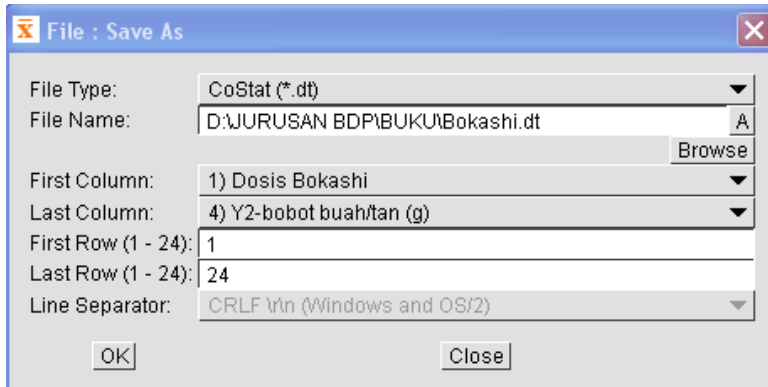 File : Save As
File Type: CoStat (*.dt)
File Name: D:\JURUSAN BDP\BUKU\Bokashi.dt A
Browse
First Column: 1) Dosis Bokashi
Last Column: 4) Y2-bobot buah/tan (g)
First Row (1 - 24): 1
Last Row (1 - 24): 24
Line Separator: CRLF \r\n (Windows and OS/2)
OK Close